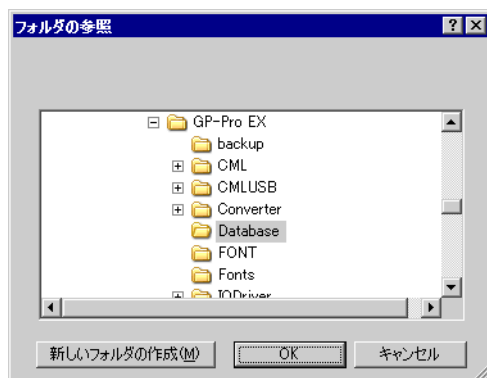 フォルダの参照
GP-Pro EX
backup
CML
CMLUSB
Converter
Database
FONT
Fonts
IODriver
新しいフォルダの作成(M) OK キャンセル